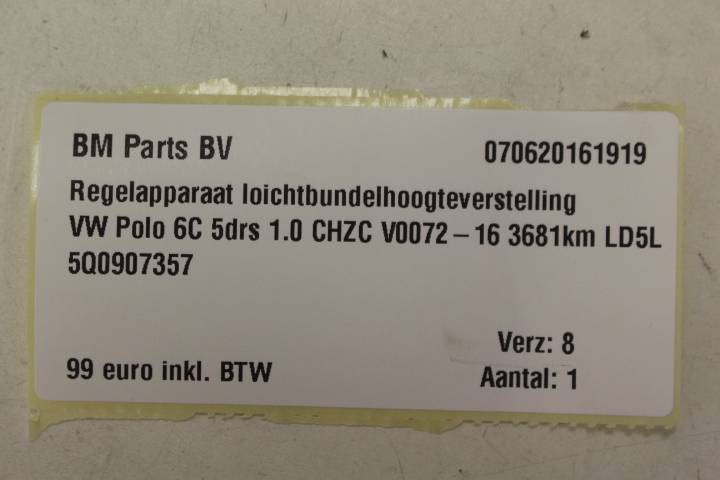 BM Parts BV 070620161919
Regelapparaat loichtbundelhoogteverstelling
VW Polo 6C 5drs 1.0 CHZC V0072 – 16 3681km LD5L
5Q0907357
Verz: 8
99 euro inkl. BTW Aantal: 1